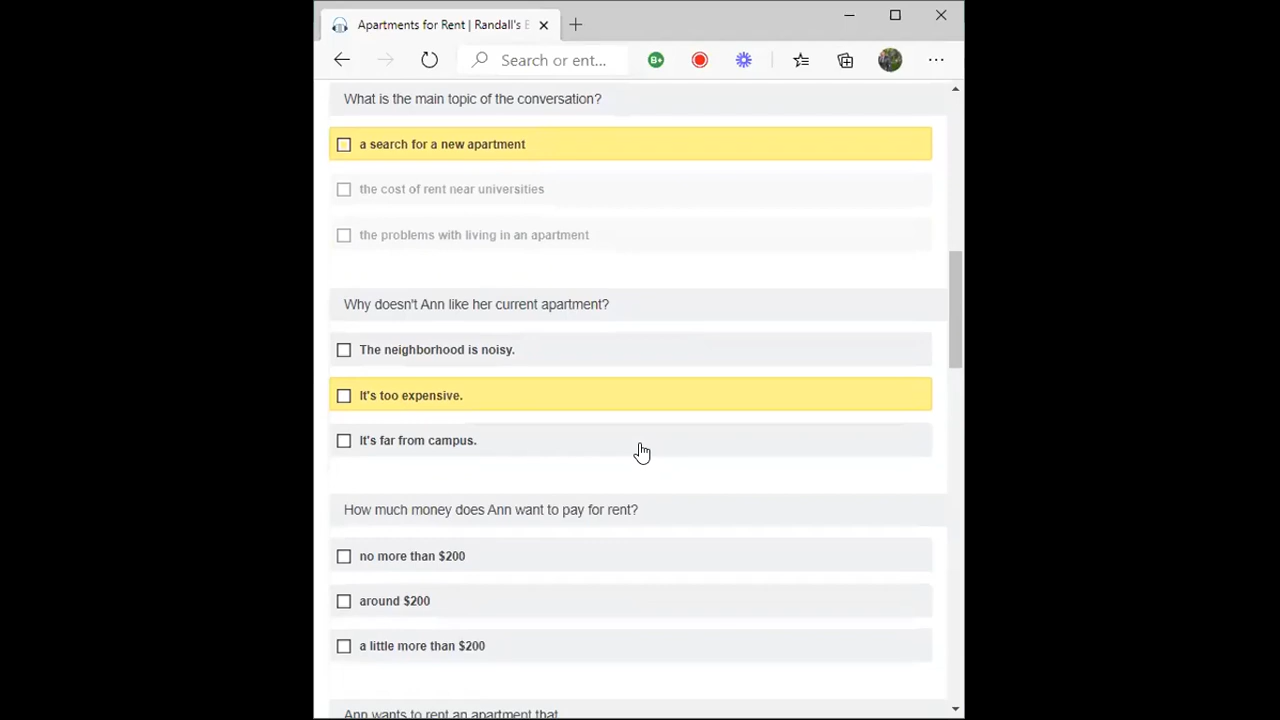 Apartments for Rent | Randall's E
Search or ent...
B+
What is the main topic of the conversation?
a search for a new apartment
the cost of rent near universities
the problems with living in an apartment
Why doesn't Ann like her current apartment?
The neighborhood is noisy.
It's too expensive.
It's far from campus.
How much money does Ann want to pay for rent?
no more than $200
around $200
a little more than $200
Ann wants to rent an apartment that